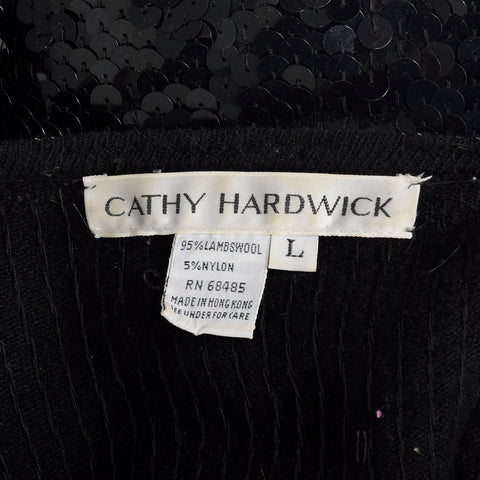 CATHY HARDWICK
95% LAMBSWOOL
5% NYLON
RN 68485
MADE IN HONG KONG
SEE UNDER FOR CARE
L